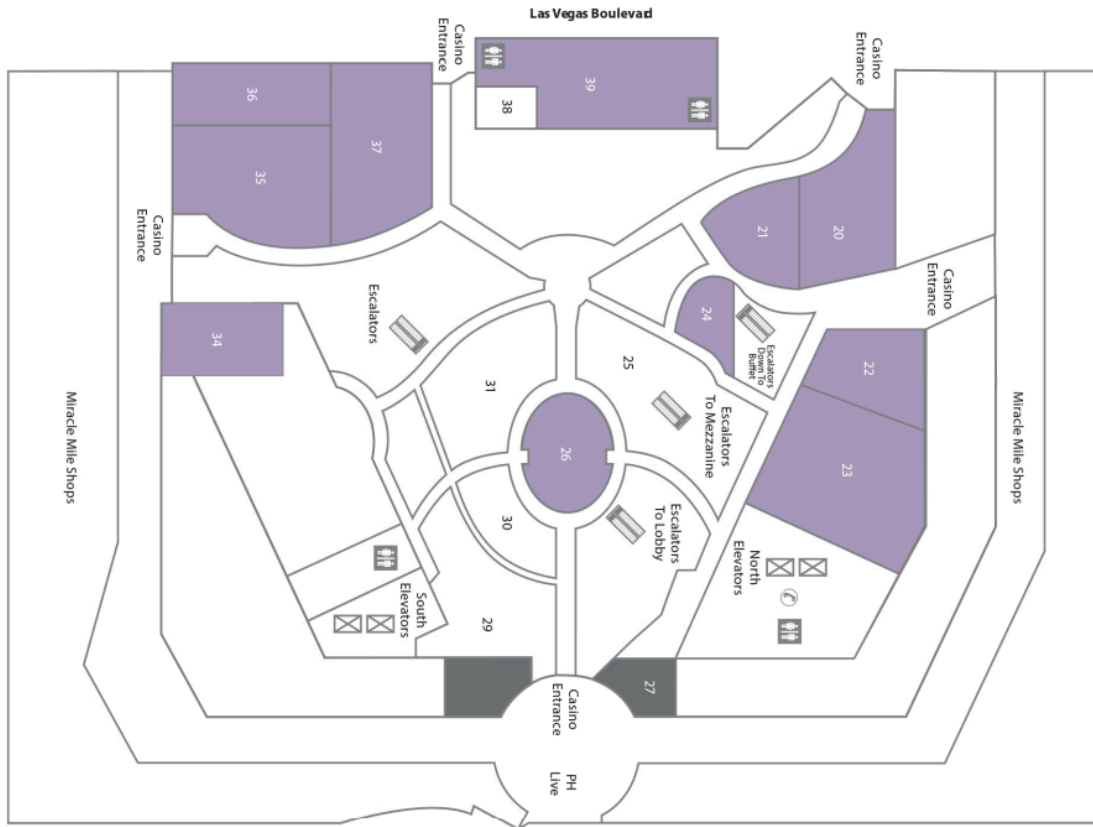 Las Vegas Boulevard
Casino
Entrance
Casino
Entrance
36
37
35
38
39
21
20
Casino
Entrance
Casino
Entrance
34
Escalators
24
Escalators
Down To
Buffet
22
23
25
Escalators
To Mezzanine
31
26
30
Escalators
To Lobby
Miracle Mile Shops
Miracle Mile Shops
North
Elevators
South
Elevators
29
27
Casino
Entrance
PH
Live